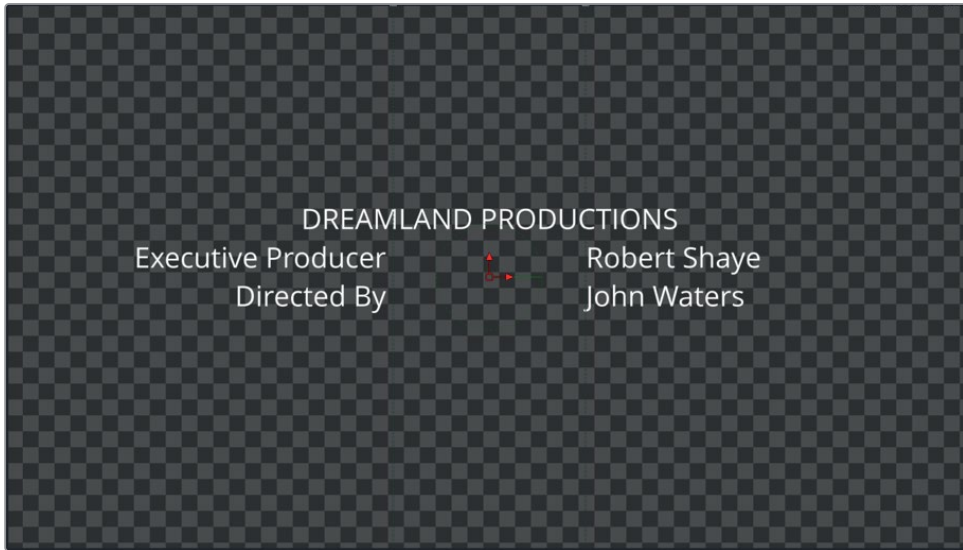 DREAMLAND PRODUCTIONS
Executive Producer Robert Shaye
Directed By John Waters